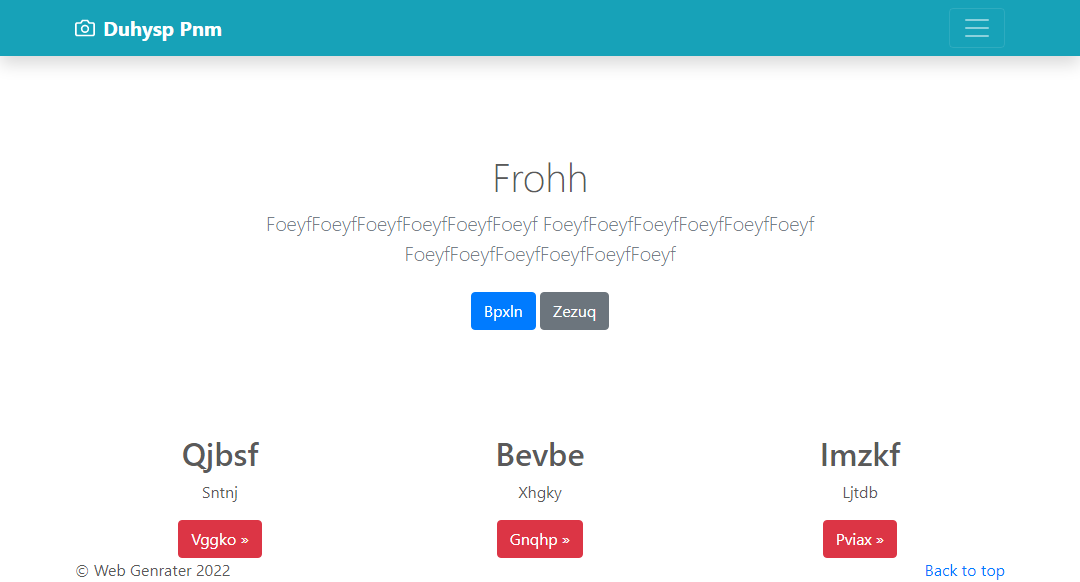 Duhysp Pnm
Frohh
FoeyfFoeyfFoeyfFoeyfFoeyfFoeyf FoeyfFoeyfFoeyfFoeyfFoeyfFoeyf
FoeyfFoeyfFoeyfFoeyfFoeyfFoeyf
Bpxln Zezuq
Qjbsf Bevbe Imzkf
Sntnj Xhgky Ljtdb
Vggko » Gnqhp » Pviax »
© Web Genrater 2022 Back to top